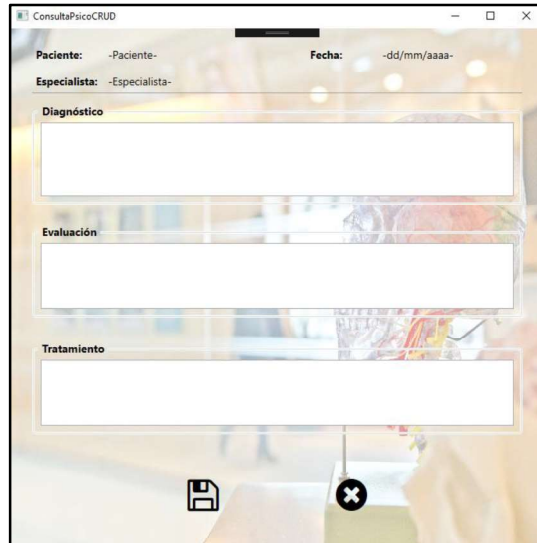 ConsultaPsicoCRUD
Paciente: -Paciente- Fecha: -dd/mm/aaaa-
Especialista: -Especialista-
Diagnóstico
Evaluación
Tratamiento